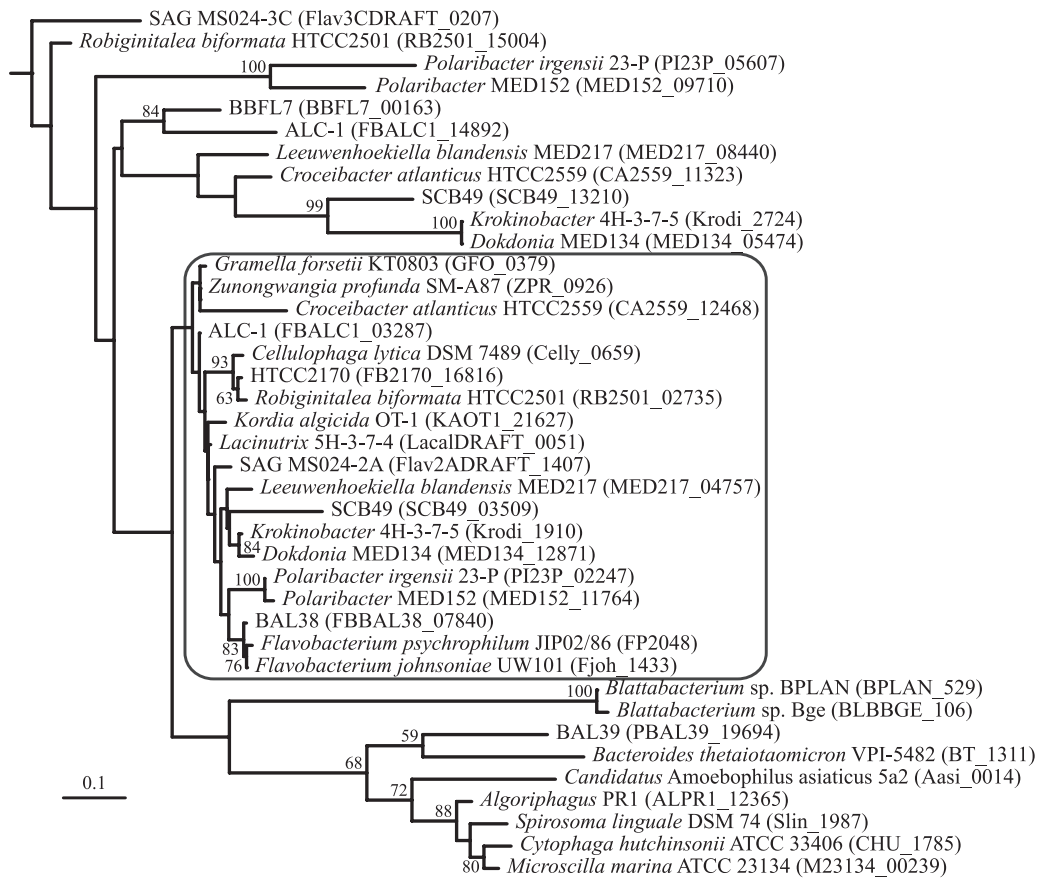 SAG MS024-3C (Flav3CDRAFT_0207)
Robiginitalea biformata HTCC2501 (RB2501_15004)
100 Polaribacter irgensii 23-P (PI23P_05607)
Polaribacter MED152 (MED152_09710)
84 BBFL7 (BBFL7_00163)
ALC-1 (FBALC1_14892)
Leeuwenhoekiella blandensis MED217 (MED217_08440)
Croceibacter atlanticus HTCC2559 (CA2559_11323)
99 SCB49 (SCB49_13210)
100 Krokinobacter 4H-3-7-5 (Krodi_2724)
Dokdonia MED134 (MED134_05474)
Gramella forsetii KT0803 (GFO_0379)
Zunongwangia profunda SM-A87 (ZPR_0926)
Croceibacter atlanticus HTCC2559 (CA2559_12468)
ALC-1 (FBALC1_03287)
93 Cellulophaga lytica DSM 7489 (Celly_0659)
HTCC2170 (FB2170_16816)
63 Robiginitalea biformata HTCC2501 (RB2501_02735)
Kordia algicida OT-1 (KAOT1_21627)
Lacinutrix 5H-3-7-4 (LacalDRAFT_0051)
SAG MS024-2A (Flav2ADRAFT_1407)
Leeuwenhoekiella blandensis MED217 (MED217_04757)
SCB49 (SCB49_03509)
Krokinobacter 4H-3-7-5 (Krodi_1910)
84 Dokdonia MED134 (MED134_12871)
100 Polaribacter irgensii 23-P (PI23P_02247)
Polaribacter MED152 (MED152_11764)
BAL38 (FBBAL38_07840)
83 Flavobacterium psychrophilum JIP02/86 (FP2048)
76 Flavobacterium johnsoniae UW101 (Fjoh_1433)
100 Blattabacterium sp. BPLAN (BPLAN_529)
Blattabacterium sp. Bge (BLBBGE_106)
59 BAL39 (PBAL39_19694)
Bacteroides thetaiotaomicron VPI-5482 (BT_1311)
68
72 Candidatus Amoebophilus asiaticus 5a2 (Aasi_0014)
0.1
88 Algoriphagus PR1 (ALPR1_12365)
Spirosoma linguale DSM 74 (Slin_1987)
Cytophaga hutchinsonii ATCC 33406 (CHU_1785)
80 Microscilla marina ATCC 23134 (M23134_00239)